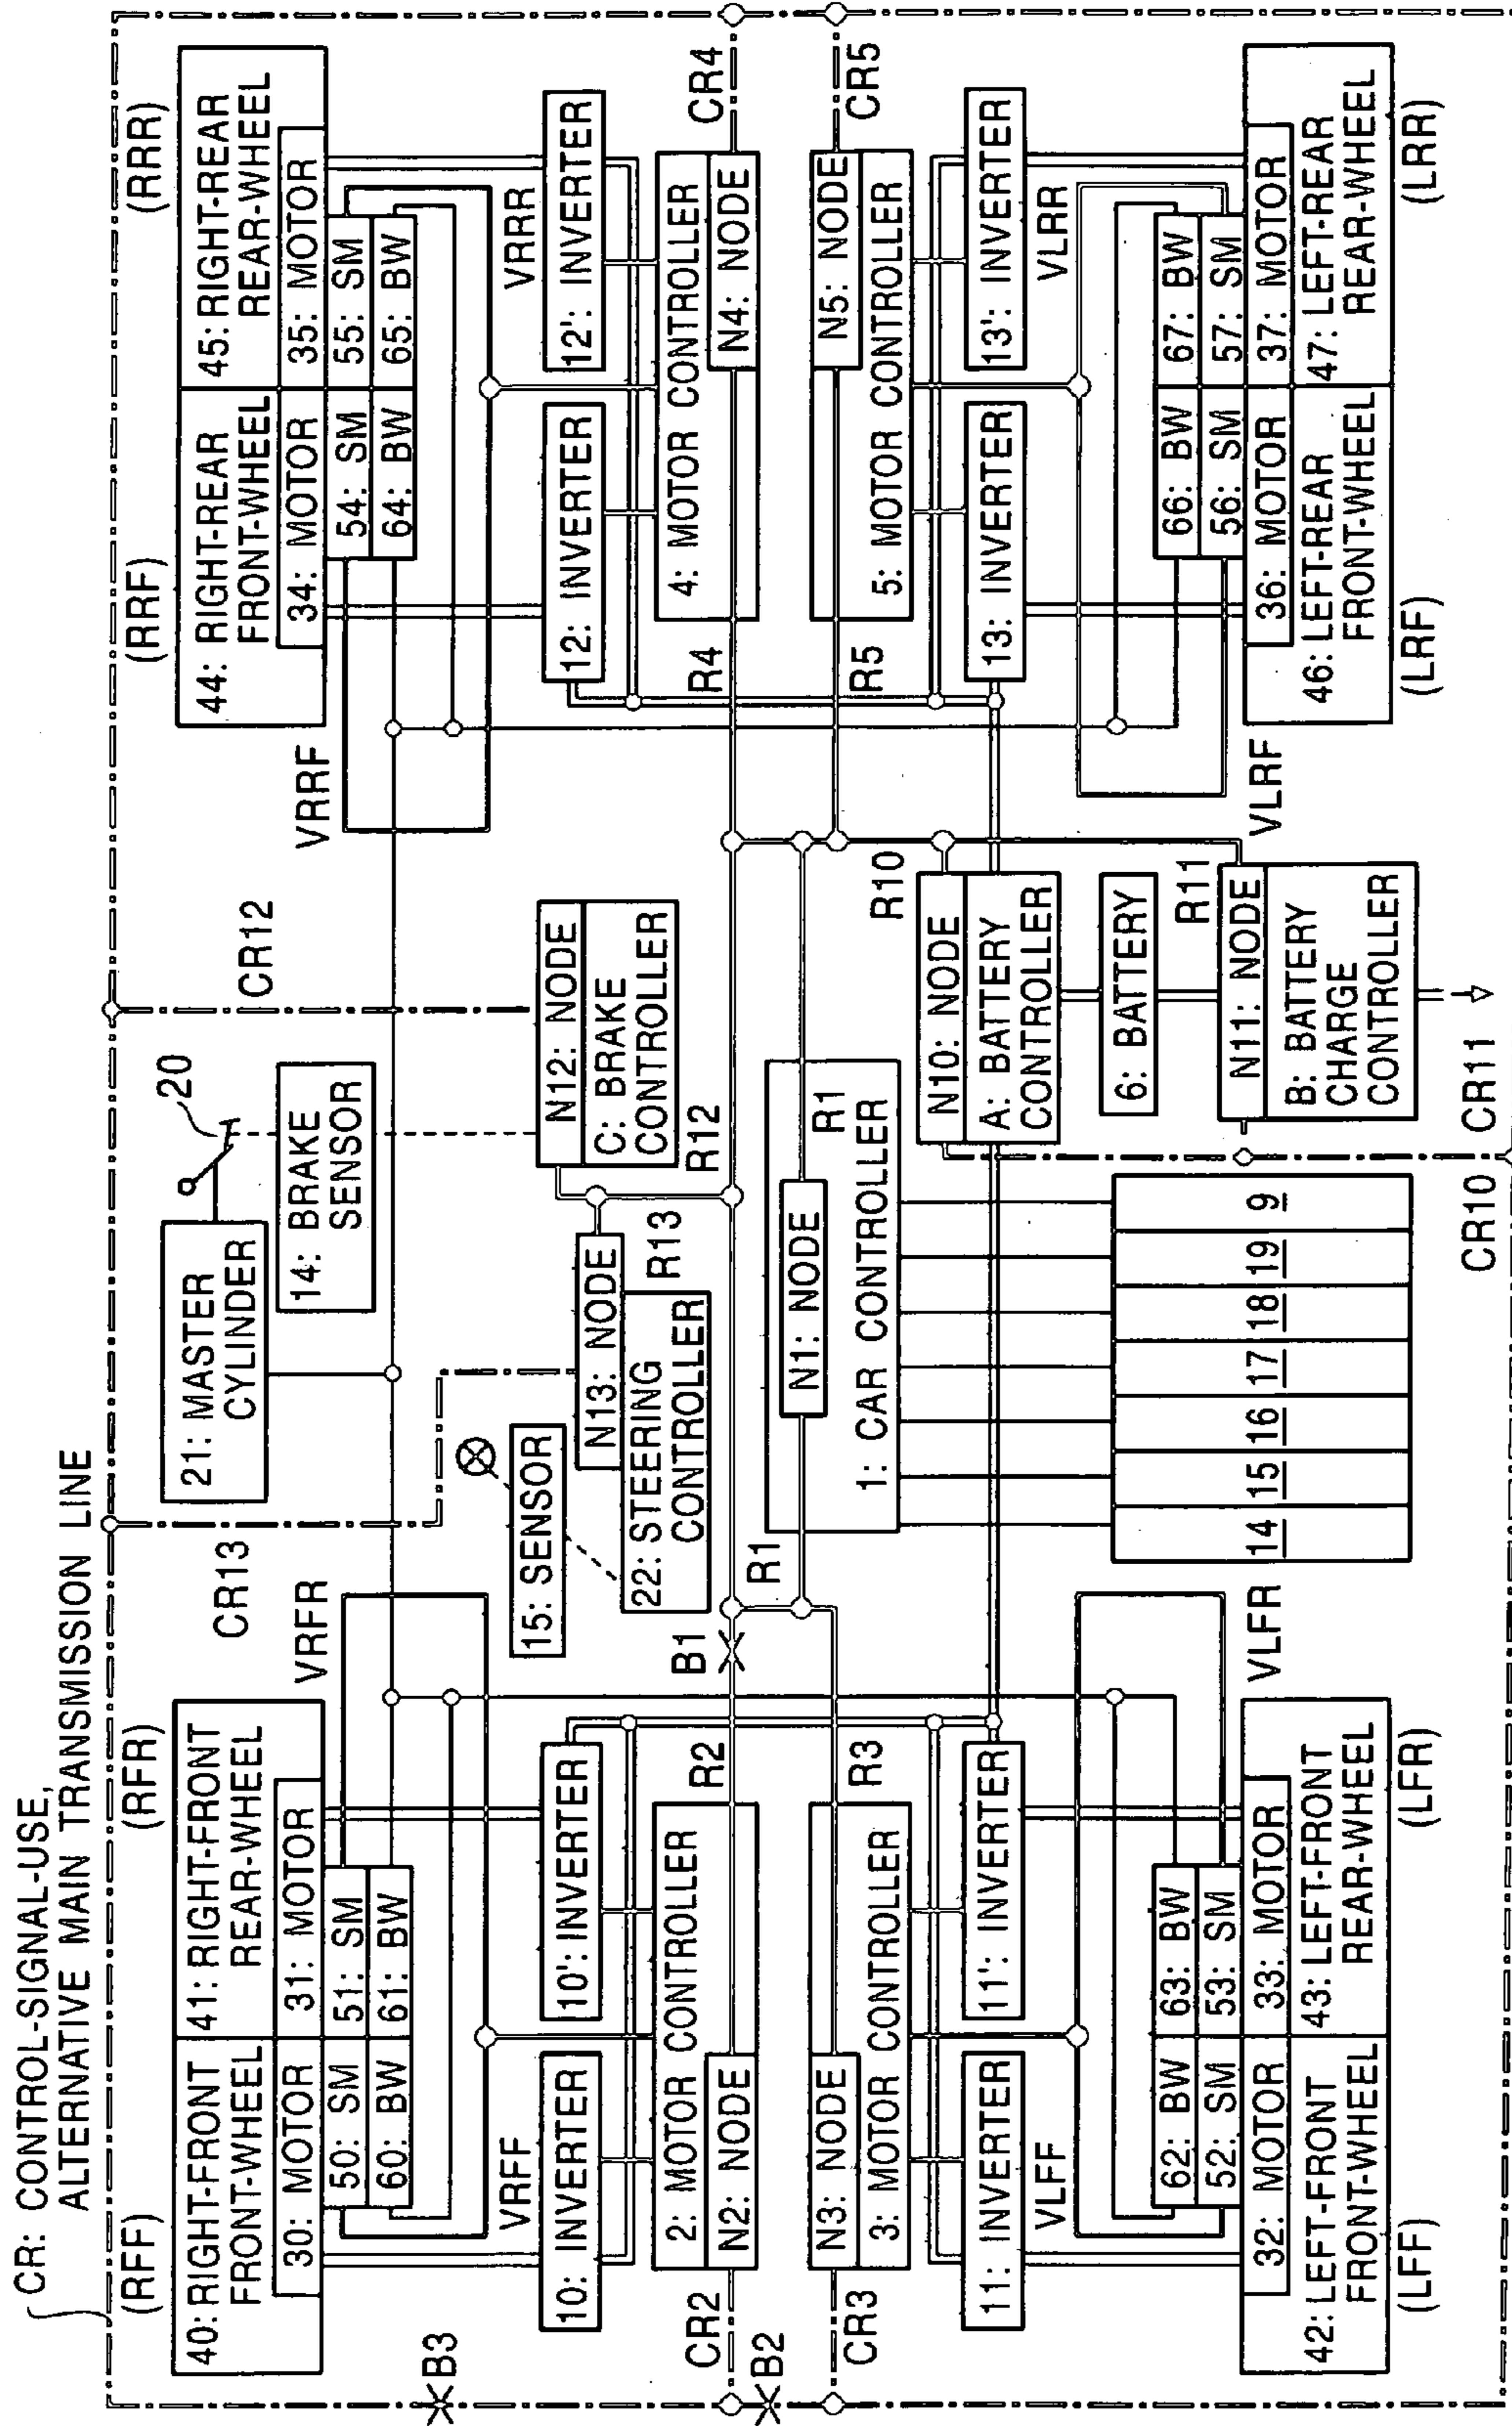 CR: CONTROL-SIGNAL-USE,
ALTERNATIVE MAIN TRANSMISSION LINE
(RFF)
(RFR)
(RRF)
(RRR)
40: RIGHT-FRONT
FRONT-WHEEL
41: RIGHT-FRONT
REAR-WHEEL
30: MOTOR
31: MOTOR
50: SM
51: SM
60: BW
61: BW
CR13
VRFR
21: MASTER
CYLINDER
20
14: BRAKE
SENSOR
CR12
VRRF
44: RIGHT-REAR
FRONT-WHEEL
45: RIGHT-REAR
REAR-WHEEL
34: MOTOR
35: MOTOR
54: SM
55: SM
64: BW
65: BW
B3
VRFF
10: INVERTER
10': INVERTER
15: SENSOR
N13: NODE
22: STEERING
CONTROLLER
R13
N12: NODE
C: BRAKE
CONTROLLER
R12
VRRR
12: INVERTER
12': INVERTER
CR2
2: MOTOR CONTROLLER
N2: NODE
R2
B1
R4
4: MOTOR CONTROLLER
N4: NODE
CR4
B2
R1
N1: NODE
1: CAR CONTROLLER
R1
CR3
N3: NODE
3: MOTOR CONTROLLER
R3
R5
N5: NODE
5: MOTOR CONTROLLER
CR5
R10
N10: NODE
A: BATTERY
CONTROLLER
11: INVERTER
11': INVERTER
13: INVERTER
13': INVERTER
VLFF
VLRR
6: BATTERY
R11
N11: NODE
B: BATTERY
CHARGE
CONTROLLER
14
15
16
17
18
19
9
62: BW
63: BW
52: SM
53: SM
32: MOTOR
33: MOTOR
42: LEFT-FRONT
FRONT-WHEEL
43: LEFT-FRONT
REAR-WHEEL
VLFR
VLRF
66: BW
67: BW
56: SM
57: SM
36: MOTOR
37: MOTOR
46: LEFT-REAR
FRONT-WHEEL
47: LEFT-REAR
REAR-WHEEL
(LFF)
(LFR)
CR10
CR11
(LRF)
(LRR)